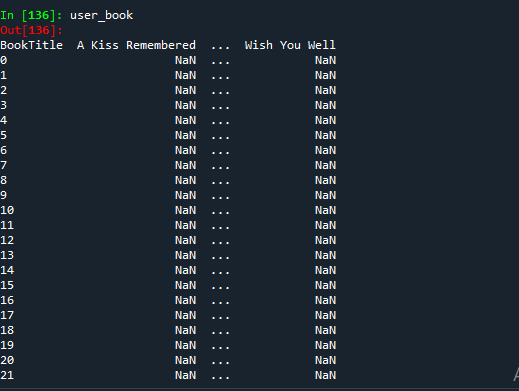 In [136]: user_book
Out[136]:
BookTitle  A Kiss Remembered  ...  Wish You Well
0                        NaN  ...            NaN
1                        NaN  ...            NaN
2                        NaN  ...            NaN
3                        NaN  ...            NaN
4                        NaN  ...            NaN
5                        NaN  ...            NaN
6                        NaN  ...            NaN
7                        NaN  ...            NaN
8                        NaN  ...            NaN
9                        NaN  ...            NaN
10                       NaN  ...            NaN
11                       NaN  ...            NaN
12                       NaN  ...            NaN
13                       NaN  ...            NaN
14                       NaN  ...            NaN
15                       NaN  ...            NaN
16                       NaN  ...            NaN
17                       NaN  ...            NaN
18                       NaN  ...            NaN
19                       NaN  ...            NaN
20                       NaN  ...            NaN
21                       NaN  ...            NaN